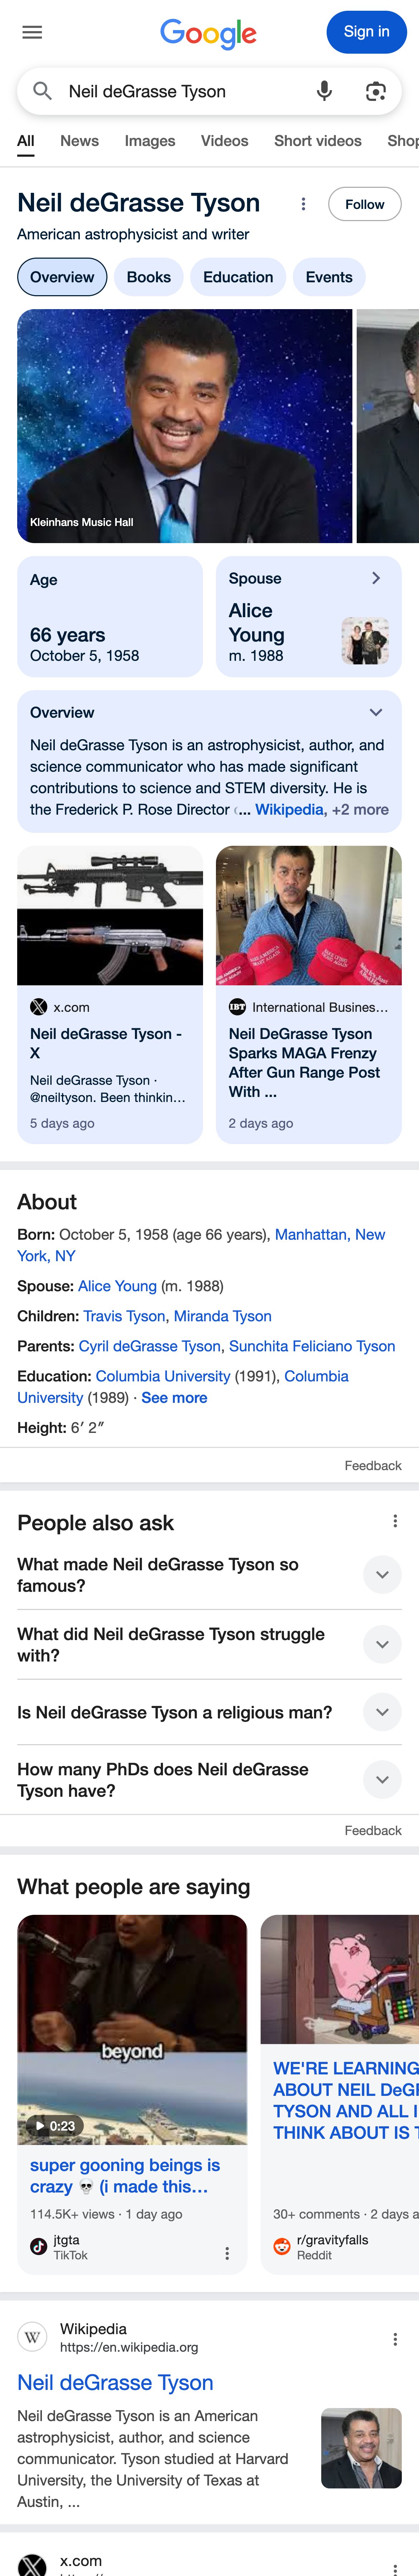 Google
Sign in
Neil deGrasse Tyson
All News Images Videos Short videos Shop
Neil deGrasse Tyson
Follow
American astrophysicist and writer
Overview Books Education Events
Kleinhans Music Hall
Age
66 years
October 5, 1958
Spouse
Alice
Young
m. 1988
Overview
Neil deGrasse Tyson is an astrophysicist, author, and
science communicator who has made significant
contributions to science and STEM diversity. He is
the Frederick P. Rose Director ... Wikipedia, +2 more
x.com
Neil deGrasse Tyson -
X
Neil deGrasse Tyson ·
@neiltyson. Been thinkin...
5 days ago
IBT International Busines...
Neil DeGrasse Tyson
Sparks MAGA Frenzy
After Gun Range Post
With ...
2 days ago
About
Born: October 5, 1958 (age 66 years), Manhattan, New
York, NY
Spouse: Alice Young (m. 1988)
Children: Travis Tyson, Miranda Tyson
Parents: Cyril deGrasse Tyson, Sunchita Feliciano Tyson
Education: Columbia University (1991), Columbia
University (1989) · See more
Height: 6′ 2″
Feedback
People also ask
What made Neil deGrasse Tyson so
famous?
What did Neil deGrasse Tyson struggle
with?
Is Neil deGrasse Tyson a religious man?
How many PhDs does Neil deGrasse
Tyson have?
Feedback
What people are saying
beyond
0:23
super gooning beings is
crazy 💀 (i made this...
114.5K+ views · 1 day ago
jtgta
TikTok
WE'RE LEARNING
ABOUT NEIL DeG
TYSON AND ALL I
THINK ABOUT IS
30+ comments · 2 days a
r/gravityfalls
Reddit
W
Wikipedia
https://en.wikipedia.org
Neil deGrasse Tyson
Neil deGrasse Tyson is an American
astrophysicist, author, and science
communicator. Tyson studied at Harvard
University, the University of Texas at
Austin, ...
x.com